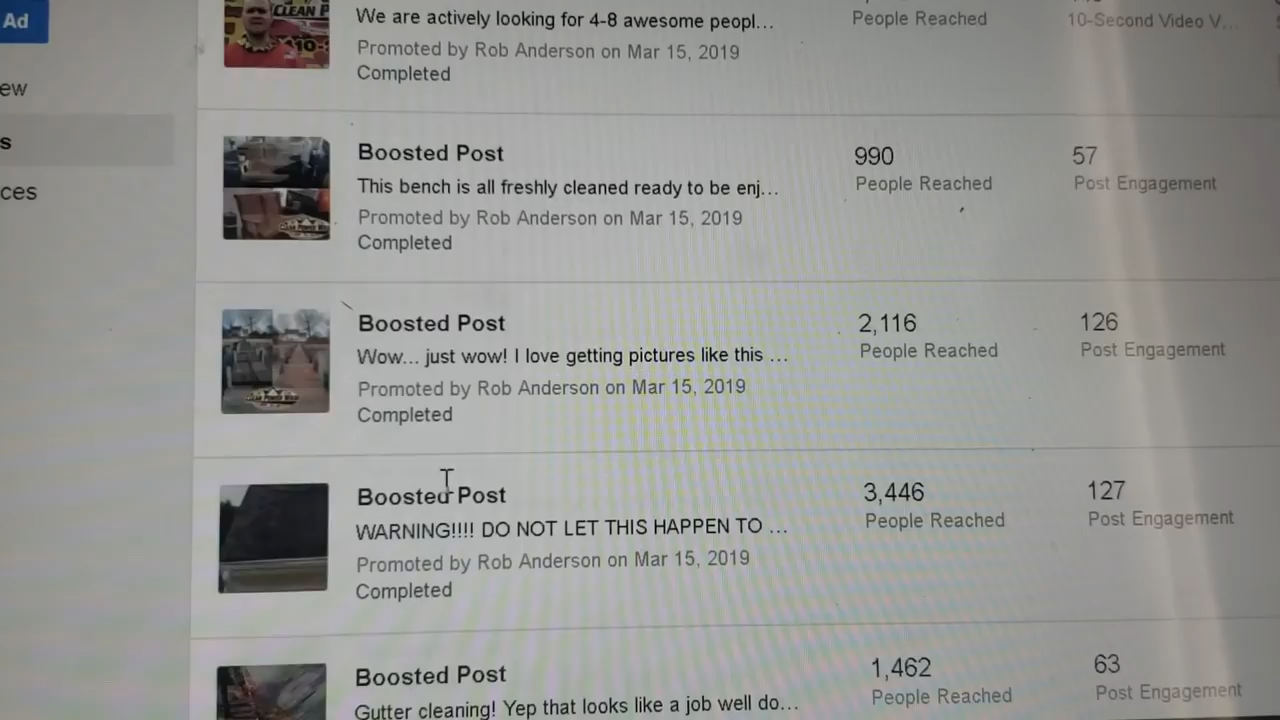 Ad
CLEAN P
We are actively looking for 4-8 awesome peopl...
People Reached
10-Second Video V...
Promoted by Rob Anderson on Mar 15, 2019
Completed
ew
s
ces
Boosted Post
990
57
This bench is all freshly cleaned ready to be enj...
People Reached
Post Engagement
Promoted by Rob Anderson on Mar 15, 2019
Completed
Boosted Post
2,116
126
Wow... just wow! I love getting pictures like this ...
People Reached
Post Engagement
Promoted by Rob Anderson on Mar 15, 2019
Completed
Boosted Post
3,446
127
WARNING!!!! DO NOT LET THIS HAPPEN TO ...
People Reached
Post Engagement
Promoted by Rob Anderson on Mar 15, 2019
Completed
Boosted Post
1,462
63
Gutter cleaning! Yep that looks like a job well do...
People Reached
Post Engagement